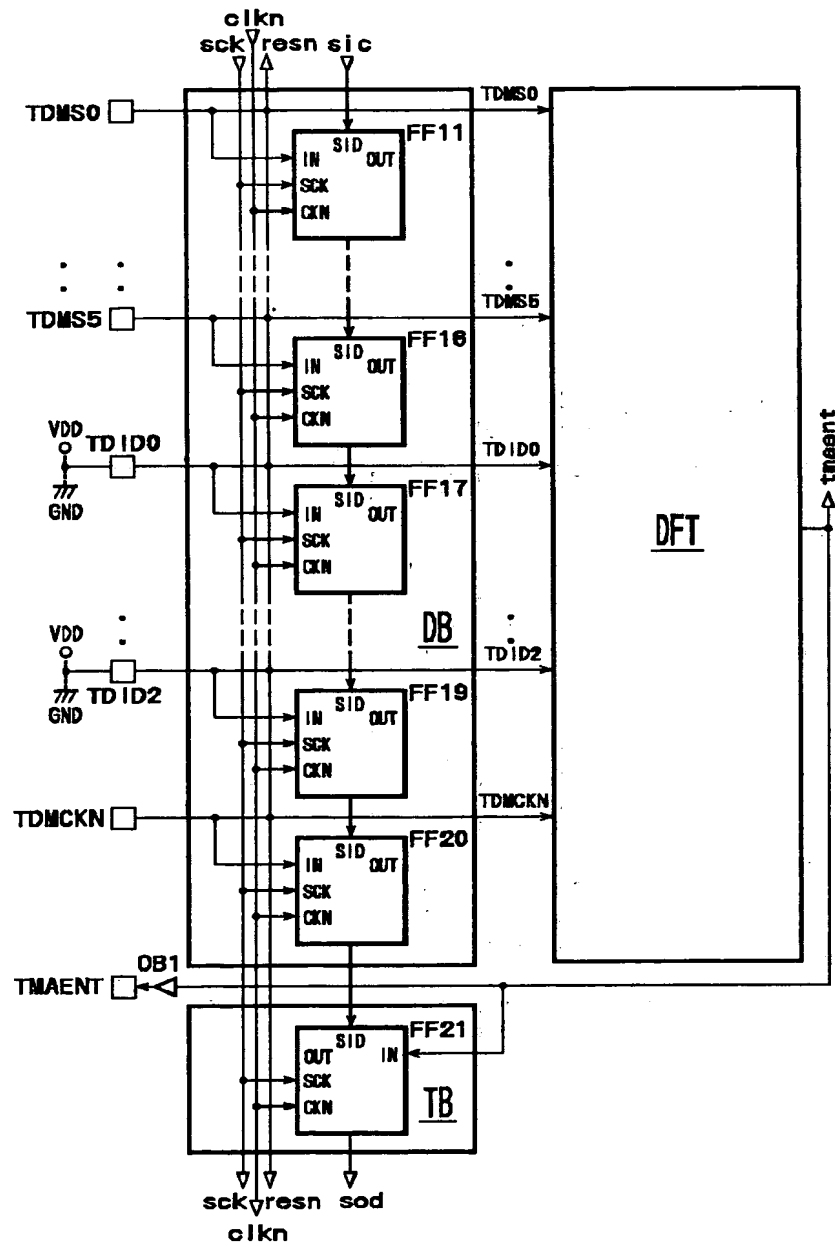 clkn
sck resn sic
TDMS0
TDMS0
FF11
SID
IN OUT
SCK
CKN
TDMS5
TDMS5
FF16
SID
IN OUT
SCK
CKN
VDD
TDID0
TDID0
GND
FF17
SID
IN OUT
SCK
CKN
tmaent
DFT
DB
VDD
TDID2
TDID2
GND
FF19
SID
IN OUT
SCK
CKN
TDMCKN
TDMCKN
FF20
SID
IN OUT
SCK
CKN
OB1
TMAENT
FF21
SID
OUT IN
SCK
CKN
TB
sck resn sod
clkn